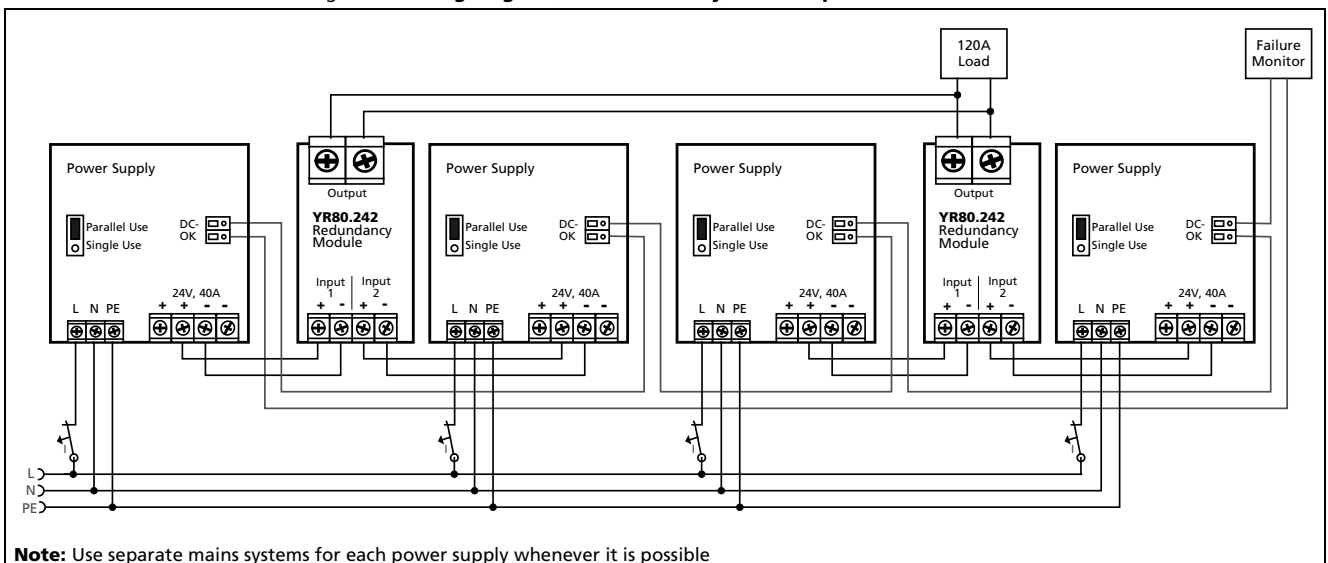 120A
Load
Failure
Monitor
Power Supply
Parallel Use
Single Use
DC-
OK
24V, 40A
+ + - -
L N PE
Output
YR80.242
Redundancy
Module
Input
1
Input
2
+ - + -
Power Supply
Parallel Use
Single Use
DC-
OK
24V, 40A
+ + - -
L N PE
Power Supply
Parallel Use
Single Use
DC-
OK
24V, 40A
+ + - -
L N PE
Output
YR80.242
Redundancy
Module
Input
1
Input
2
+ - + -
Power Supply
Parallel Use
Single Use
DC-
OK
24V, 40A
+ + - -
L N PE
I
I
I
I
L
N
PE
Note: Use separate mains systems for each power supply whenever it is possible